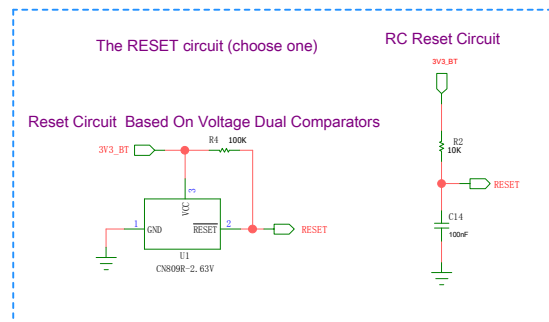 The RESET circuit (choose one)
RC Reset Circuit
3V3_BT
Reset Circuit Based On Voltage Dual Comparators
R4 100K
3V3_BT
3
VCC
1 GND
RESET 2
RESET
U1
CN809R-2.63V
R2
10K
RESET
C14
100nF